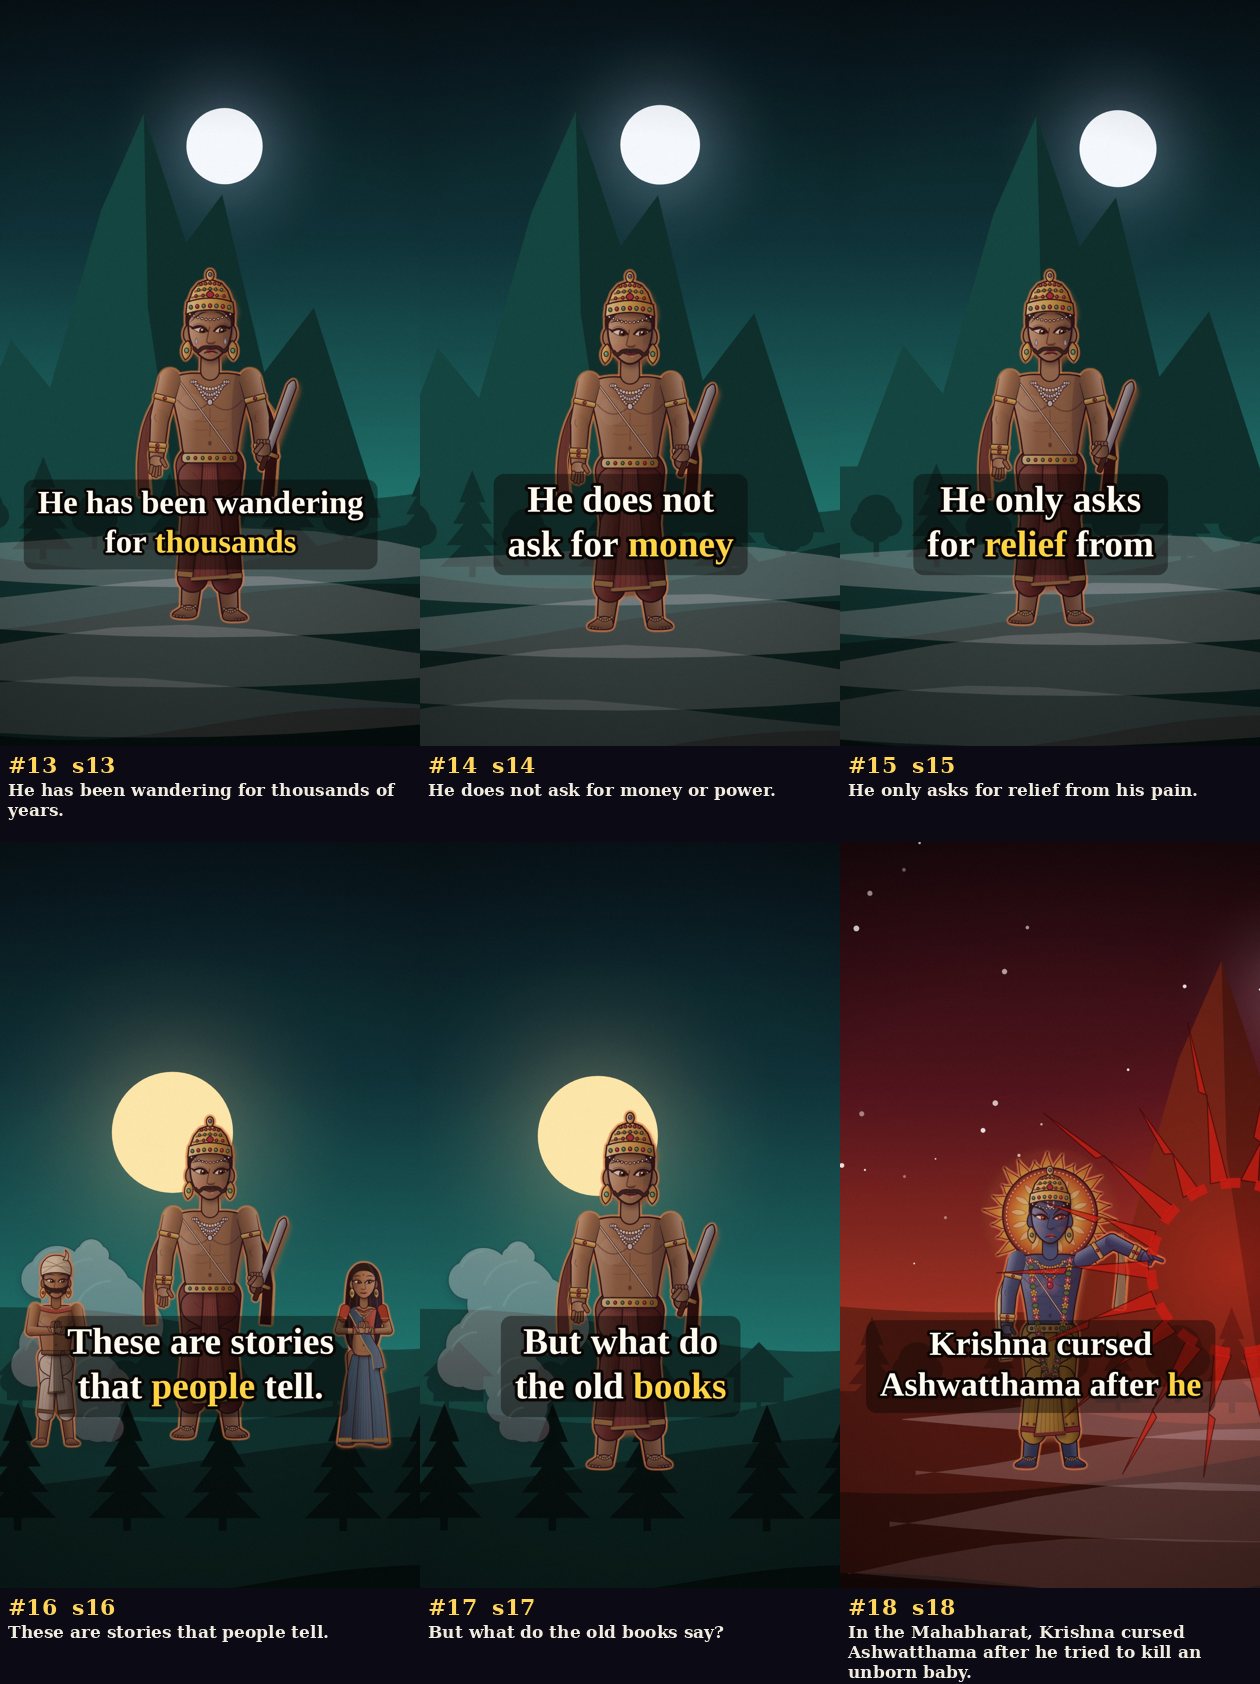 He has been wandering
for thousands
He does not
ask for money
He only asks
for relief from
#13 s13
He has been wandering for thousands of
years.
#14 s14
He does not ask for money or power.
#15 s15
He only asks for relief from his pain.
These are stories
that people tell.
But what do
the old books
Krishna cursed
Ashwatthama after he
#16 s16
These are stories that people tell.
#17 s17
But what do the old books say?
#18 s18
In the Mahabharat, Krishna cursed
Ashwatthama after he tried to kill an
unborn baby.